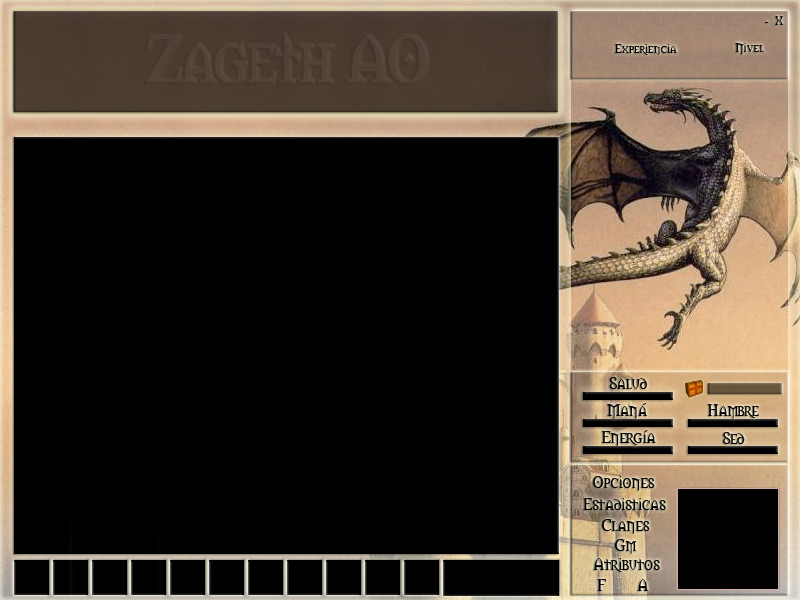 Zageth AO
- X
Experiencia Nivel
Salud
Maná Hambre
Energía Sed
Opciones
Estadisticas
Clanes
GM
Atributos
F A